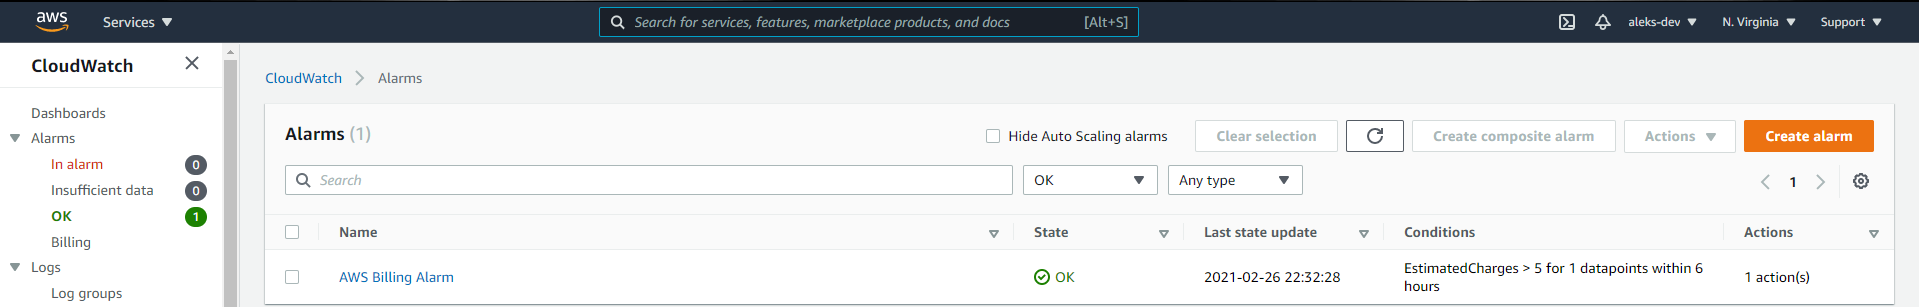 aws Services Search for services, features, marketplace products, and docs [Alt+S] aleks-dev N. Virginia Support
CloudWatch
Dashboards
Alarms
In alarm 0
Insufficient data 0
OK 1
Billing
Logs
Log groups
CloudWatch Alarms
Alarms (1) Hide Auto Scaling alarms Clear selection Create composite alarm Actions Create alarm
Search OK Any type 1
Name State Last state update Conditions Actions
AWS Billing Alarm OK 2021-02-26 22:32:28 EstimatedCharges > 5 for 1 datapoints within 6 1 action(s)
hours